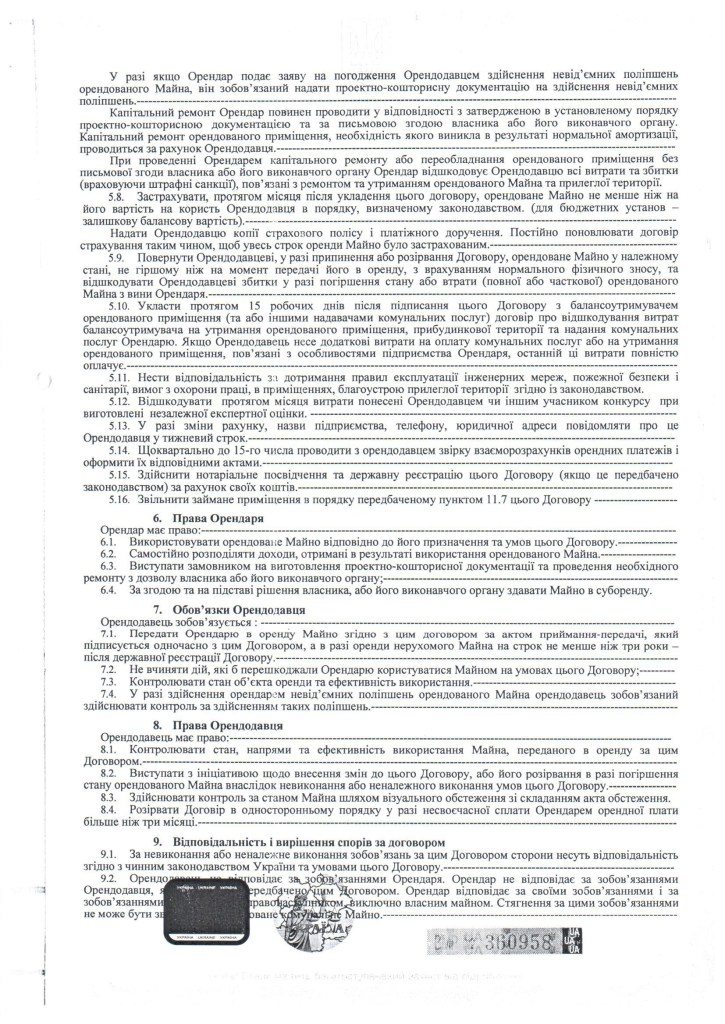 У разі якщо Орендар подає заяву на погодження Орендодавцем здійснення невід’ємних поліпшень
орендованого Майна, він зобов’язаний надати проектно-кошторисну документацію на здійснення невід’ємних
поліпшень.
Капітальний ремонт Орендар повинен проводити у відповідності з затвердженою в установленому порядку
проектно-кошторисною документацією та за письмовою згодою власника або його виконавчого органу.
Капітальний ремонт орендованого приміщення, необхідність якого виникла в результаті нормальної амортизації,
проводиться за рахунок Орендодавця.
При проведенні Орендарем капітального ремонту або переобладнання орендованого приміщення без
письмової згоди власника або його виконавчого органу Орендар відшкодовує Орендодавцю всі витрати та збитки
(враховуючи штрафні санкції), пов’язані з ремонтом та утриманням орендованого Майна та прилеглої території.
5.8. Застрахувати, протягом місяця після укладення цього договору, орендоване Майно не менше ніж на
його вартість на користь Орендодавця в порядку, визначеному законодавством. (для бюджетних установ –
залишкову балансову вартість).
Надати Орендодавцю копії страхового полісу і платіжного доручення. Постійно поновлювати договір
страхування таким чином, щоб увесь строк оренди Майно було застрахованим.
5.9. Повернути Орендодавцеві, у разі припинення або розірвання Договору, орендоване Майно у належному
стані, не гіршому ніж на момент передачі його в оренду, з врахуванням нормального фізичного зносу, та
відшкодувати Орендодавцеві збитки у разі погіршення стану або втрати (повної або часткової) орендованого
Майна з вини Орендаря.
5.10. Укласти протягом 15 робочих днів після підписання цього Договору з балансоутримувачем
орендованого приміщення (та або іншими надавачами комунальних послуг) договір про відшкодування витрат
балансоутримувача на утримання орендованого приміщення, прибудинкової території та надання комунальних
послуг Орендарю. Якщо Орендодавець несе додаткові витрати на оплату комунальних послуг або на утримання
орендованого приміщення, пов’язані з особливостями підприємства Орендаря, останній ці витрати повністю
оплачує.
5.11. Нести відповідальність за дотримання правил експлуатації інженерних мереж, пожежної безпеки і
санітарії, вимог з охорони праці, в приміщеннях, благоустрою прилеглої території згідно із законодавством.
5.12. Відшкодувати протягом місяця витрати понесені Орендодавцем чи іншим учасником конкурсу при
виготовлені незалежної експертної оцінки.
5.13. У разі зміни рахунку, назви підприємства, телефону, юридичної адреси повідомляти про це
Орендодавця у тижневий строк.
5.14. Щоквартально до 15-го числа проводити з орендодавцем звірку взаєморозрахунків орендних платежів і
оформити їх відповідними актами.
5.15. Здійснити нотаріальне посвідчення та державну реєстрацію цього Договору (якщо це передбачено
законодавством) за рахунок своїх коштів.
5.16. Звільнити займане приміщення в порядку передбаченому пунктом 11.7 цього Договору
6. Права Орендаря
Орендар має право:
6.1. Використовувати орендоване Майно відповідно до його призначення та умов цього Договору.
6.2. Самостійно розподіляти доходи, отримані в результаті використання орендованого Майна.
6.3. Виступати замовником на виготовлення проектно-кошторисної документації та проведення необхідного
ремонту з дозволу власника або його виконавчого органу;
6.4. За згодою та на підставі рішення власника, або його виконавчого органу здавати Майно в суборенду.
7. Обов’язки Орендодавця
Орендодавець зобов’язується :
7.1. Передати Орендарю в оренду Майно згідно з цим договором за актом приймання-передачі, який
підписується одночасно з цим Договором, а в разі оренди нерухомого Майна на строк не менше ніж три роки –
після державної реєстрації Договору.
7.2. Не вчиняти дій, які б перешкоджали Орендарю користуватися Майном на умовах цього Договору;
7.3. Контролювати стан об’єкта оренди та ефективність використання.
7.4. У разі здійснення орендарем невід’ємних поліпшень орендованого Майна орендодавець зобов’язаний
здійснювати контроль за здійсненням таких поліпшень.
8. Права Орендодавця
Орендодавець має право:
8.1. Контролювати стан, напрями та ефективність використання Майна, переданого в оренду за цим
Договором.
8.2. Виступати з ініціативою щодо внесення змін до цього Договору, або його розірвання в разі погіршення
стану орендованого Майна внаслідок невиконання або неналежного виконання умов цього Договору.
8.3. Здійснювати контроль за станом Майна шляхом візуального обстеження зі складанням акта обстеження.
8.4. Розірвати Договір в односторонньому порядку у разі несвоєчасної сплати Орендарем орендної плати
більше ніж три місяці.
9. Відповідальність і вирішення спорів за договором
9.1. За невиконання або неналежне виконання зобов’язань за цим Договором сторони несуть відповідальність
згідно з чинним законодавством України та умовами цього Договору.
9.2. Орендодавець не відповідає за зобов’язаннями Орендаря. Орендар не відповідає за зобов’язаннями
Орендодавця, я передбачено цим Договором. Орендар відповідає за своїми зобов’язаннями і за
зобов’язаннями правонаступником, виключно власним майном. Стягнення за цими зобов’язаннями
не може бути комунальне Майно.
УКРАЇНА UKRAINE УКРАЇНА
УКРАЇНА UKRAINE УКРАЇНА
360958
UA
UA
UA